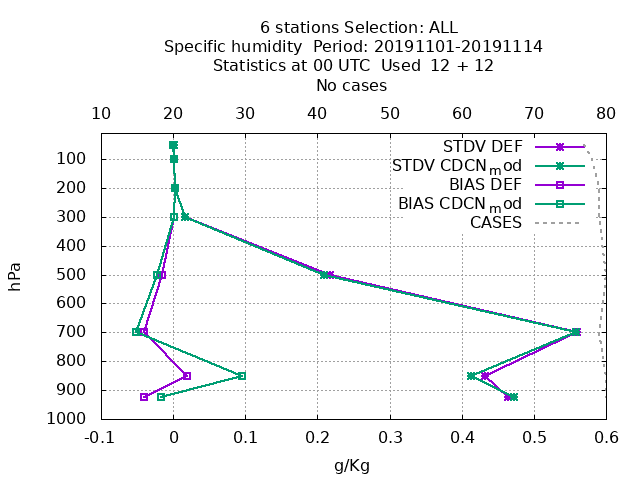 6 stations Selection: ALL
Specific humidity  Period: 20191101-20191114
Statistics at 00 UTC  Used  12 + 12
No cases
10 20 30 40 50 60 70 80
STDV DEF
STDV CDCNmod
BIAS DEF
BIAS CDCNmod
CASES
100
200
300
400
500
600
700
800
900
1000
hPa
-0.1 0 0.1 0.2 0.3 0.4 0.5 0.6
g/Kg